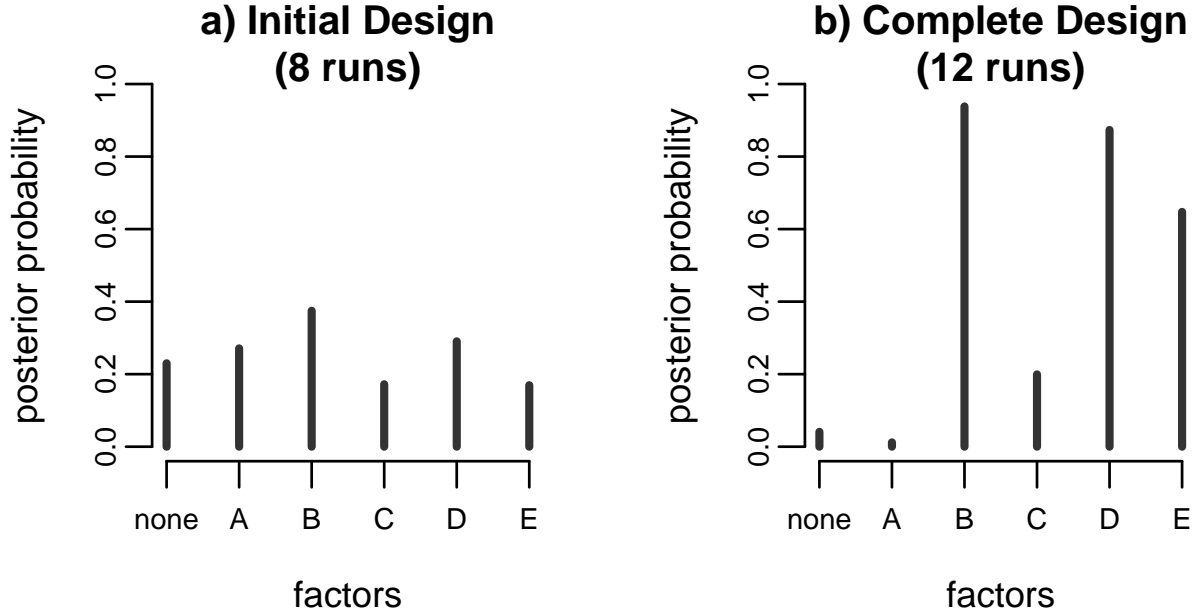 a) Initial Design
(8 runs)
posterior probability
1.0
0.8
0.6
0.4
0.2
0.0
none A B C D E
factors
b) Complete Design
(12 runs)
posterior probability
1.0
0.8
0.6
0.4
0.2
0.0
none A B C D E
factors